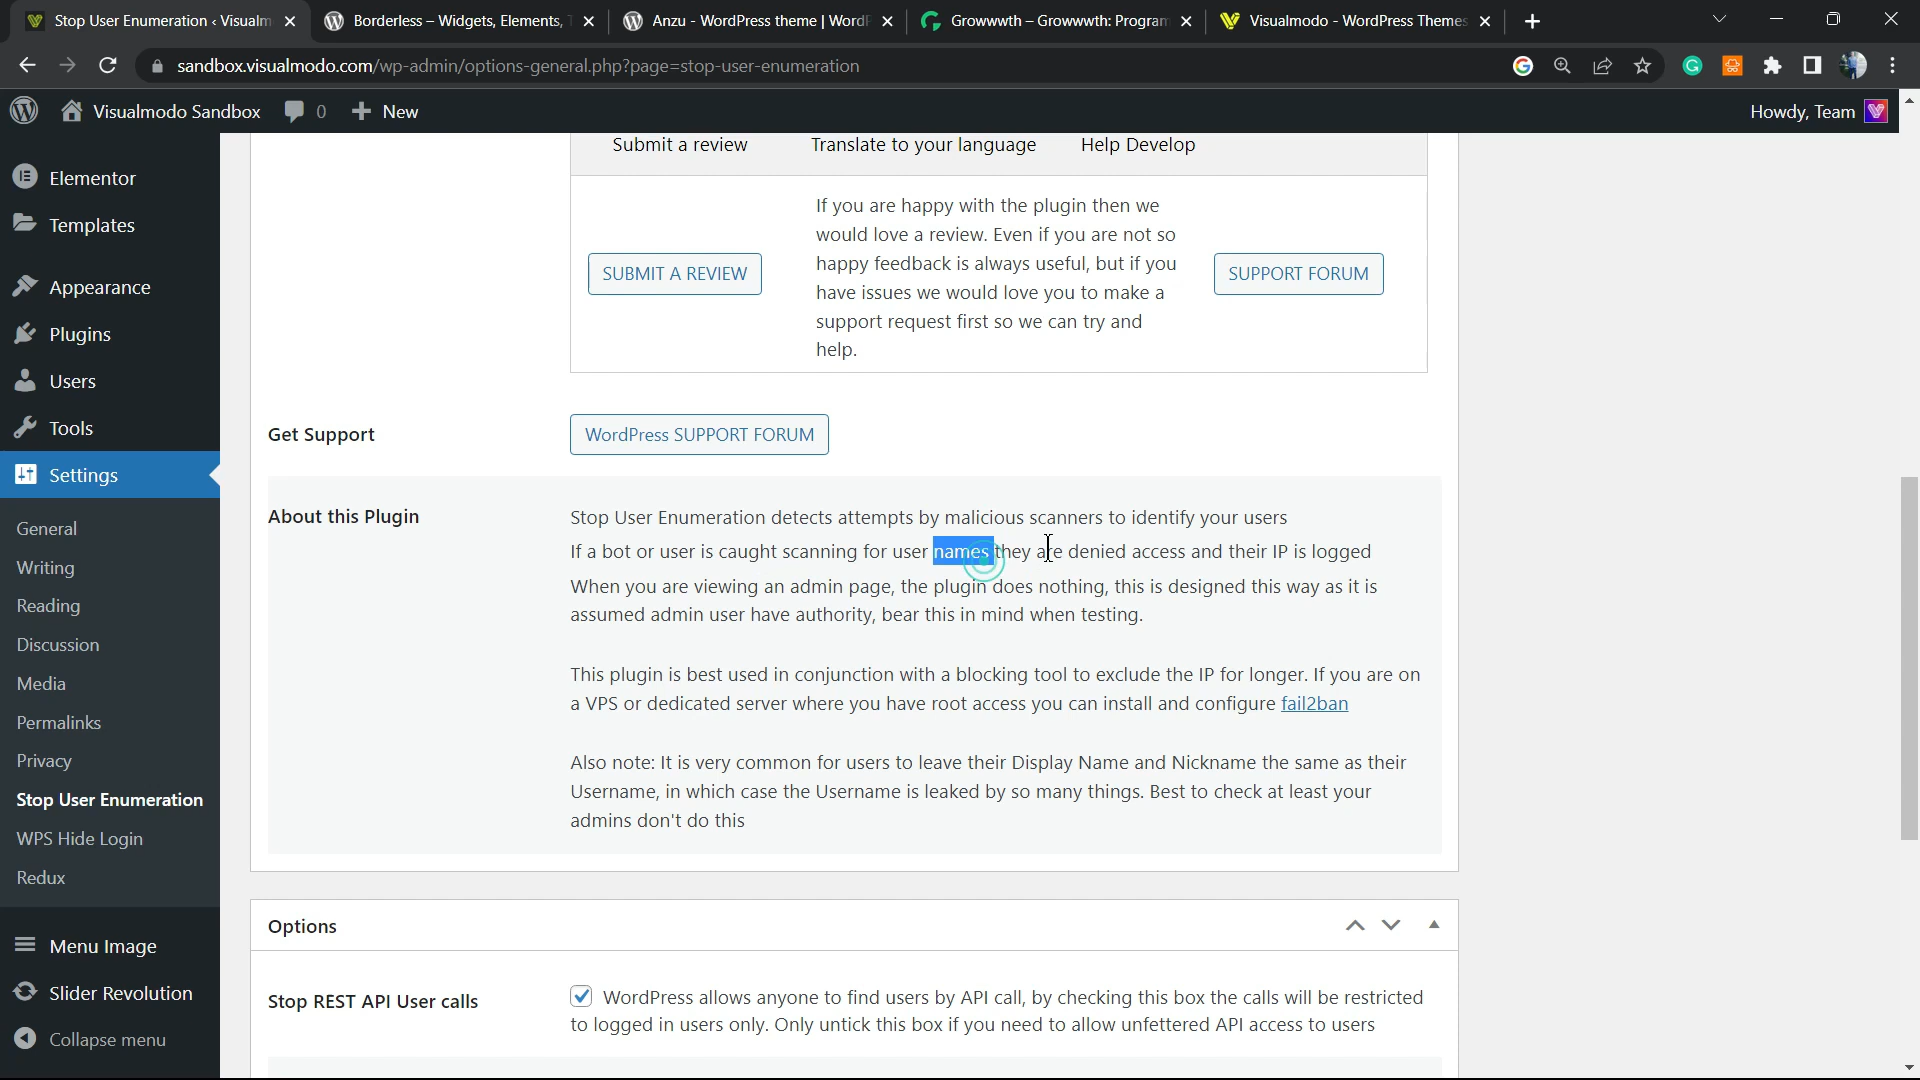 Stop User Enumeration ‹ Visualm
Borderless – Widgets, Elements, T
Anzu - WordPress theme | WordP
Growwwth – Growwwth: Program
Visualmodo - WordPress Themes
sandbox.visualmodo.com/wp-admin/options-general.php?page=stop-user-enumeration
Visualmodo Sandbox
0
New
Howdy, Team
Elementor
Templates
Appearance
Plugins
Users
Tools
Settings
General
Writing
Reading
Discussion
Media
Permalinks
Privacy
Stop User Enumeration
WPS Hide Login
Redux
Menu Image
Slider Revolution
Collapse menu
Submit a review
Translate to your language
Help Develop
SUBMIT A REVIEW
If you are happy with the plugin then we
would love a review. Even if you are not so
happy feedback is always useful, but if you
have issues we would love you to make a
support request first so we can try and
help.
SUPPORT FORUM
Get Support
WordPress SUPPORT FORUM
About this Plugin
Stop User Enumeration detects attempts by malicious scanners to identify your users
If a bot or user is caught scanning for user names they are denied access and their IP is logged
When you are viewing an admin page, the plugin does nothing, this is designed this way as it is
assumed admin user have authority, bear this in mind when testing.
This plugin is best used in conjunction with a blocking tool to exclude the IP for longer. If you are on
a VPS or dedicated server where you have root access you can install and configure fail2ban
Also note: It is very common for users to leave their Display Name and Nickname the same as their
Username, in which case the Username is leaked by so many things. Best to check at least your
admins don't do this
Options
Stop REST API User calls
WordPress allows anyone to find users by API call, by checking this box the calls will be restricted
to logged in users only. Only untick this box if you need to allow unfettered API access to users